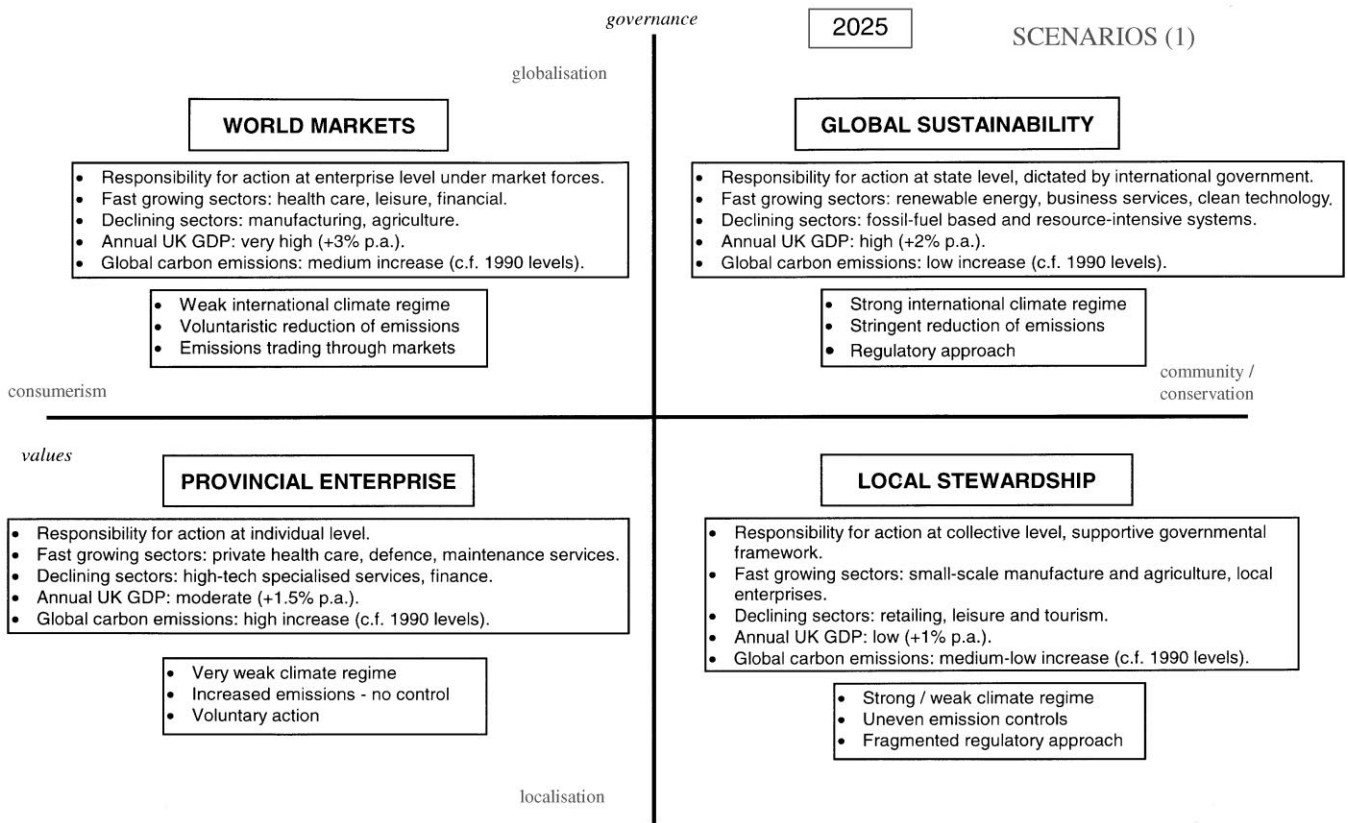 governance
2025
SCENARIOS (1)
globalisation
WORLD MARKETS
• Responsibility for action at enterprise level under market forces.
• Fast growing sectors: health care, leisure, financial.
• Declining sectors: manufacturing, agriculture.
• Annual UK GDP: very high (+3% p.a.).
• Global carbon emissions: medium increase (c.f. 1990 levels).
• Weak international climate regime
• Voluntaristic reduction of emissions
• Emissions trading through markets
GLOBAL SUSTAINABILITY
• Responsibility for action at state level, dictated by international government.
• Fast growing sectors: renewable energy, business services, clean technology.
• Declining sectors: fossil-fuel based and resource-intensive systems.
• Annual UK GDP: high (+2% p.a.).
• Global carbon emissions: low increase (c.f. 1990 levels).
• Strong international climate regime
• Stringent reduction of emissions
• Regulatory approach
consumerism
community /
conservation
values
PROVINCIAL ENTERPRISE
• Responsibility for action at individual level.
• Fast growing sectors: private health care, defence, maintenance services.
• Declining sectors: high-tech specialised services, finance.
• Annual UK GDP: moderate (+1.5% p.a.).
• Global carbon emissions: high increase (c.f. 1990 levels).
• Very weak climate regime
• Increased emissions - no control
• Voluntary action
LOCAL STEWARDSHIP
• Responsibility for action at collective level, supportive governmental
framework.
• Fast growing sectors: small-scale manufacture and agriculture, local
enterprises.
• Declining sectors: retailing, leisure and tourism.
• Annual UK GDP: low (+1% p.a.).
• Global carbon emissions: medium-low increase (c.f. 1990 levels).
• Strong / weak climate regime
• Uneven emission controls
• Fragmented regulatory approach
localisation